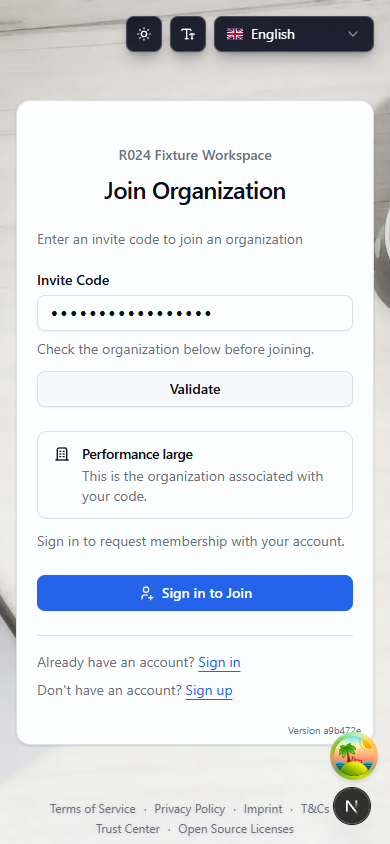 English
R024 Fixture Workspace
Join Organization
Enter an invite code to join an organization
Invite Code
•••••••••••••••••
Check the organization below before joining.
Validate
Performance large
This is the organization associated with
your code.
Sign in to request membership with your account.
Sign in to Join
Already have an account? Sign in
Don't have an account? Sign up
Version a9b472e
Terms of Service · Privacy Policy · Imprint · T&Cs
Trust Center · Open Source Licenses